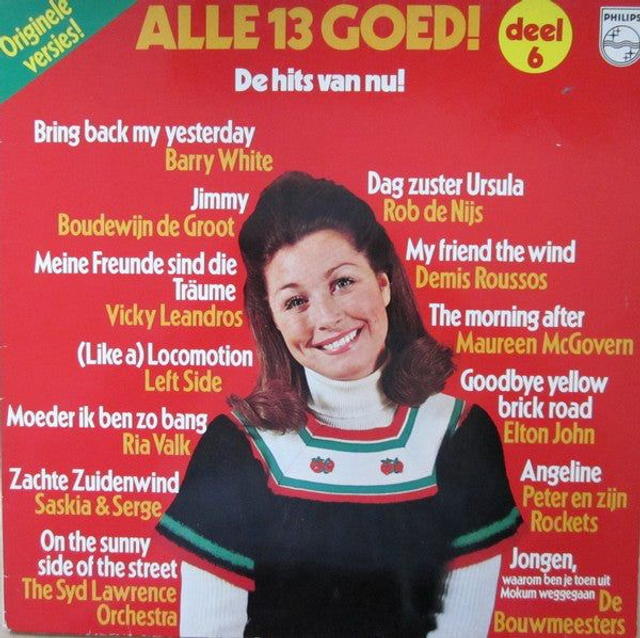 Originele
versies!
ALLE 13 GOED!
deel
6
PHILIPS
De hits van nu!
Bring back my yesterday
Barry White
Jimmy
Boudewijn de Groot
Meine Freunde sind die
Träume
Vicky Leandros
(Like a) Locomotion
Left Side
Moeder ik ben zo bang
Ria Valk
Zachte Zuidenwind
Saskia & Serge
On the sunny
side of the street
The Syd Lawrence
Orchestra
Dag zuster Ursula
Rob de Nijs
My friend the wind
Demis Roussos
The morning after
Maureen McGovern
Goodbye yellow
brick road
Elton John
Angeline
Peter en zijn
Rockets
Jongen,
waarom ben je toen uit
Mokum weggegaan De
Bouwmeesters